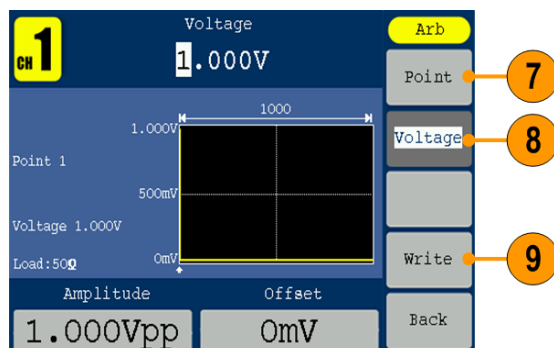 CH 1
Voltage
1.000V
Arb
Point
7
Voltage
8
1000
1.000V
Point 1
500mV
Voltage 1.000V
0mV
Load:50Ω
Write
9
Amplitude
Offset
1.000Vpp
0mV
Back